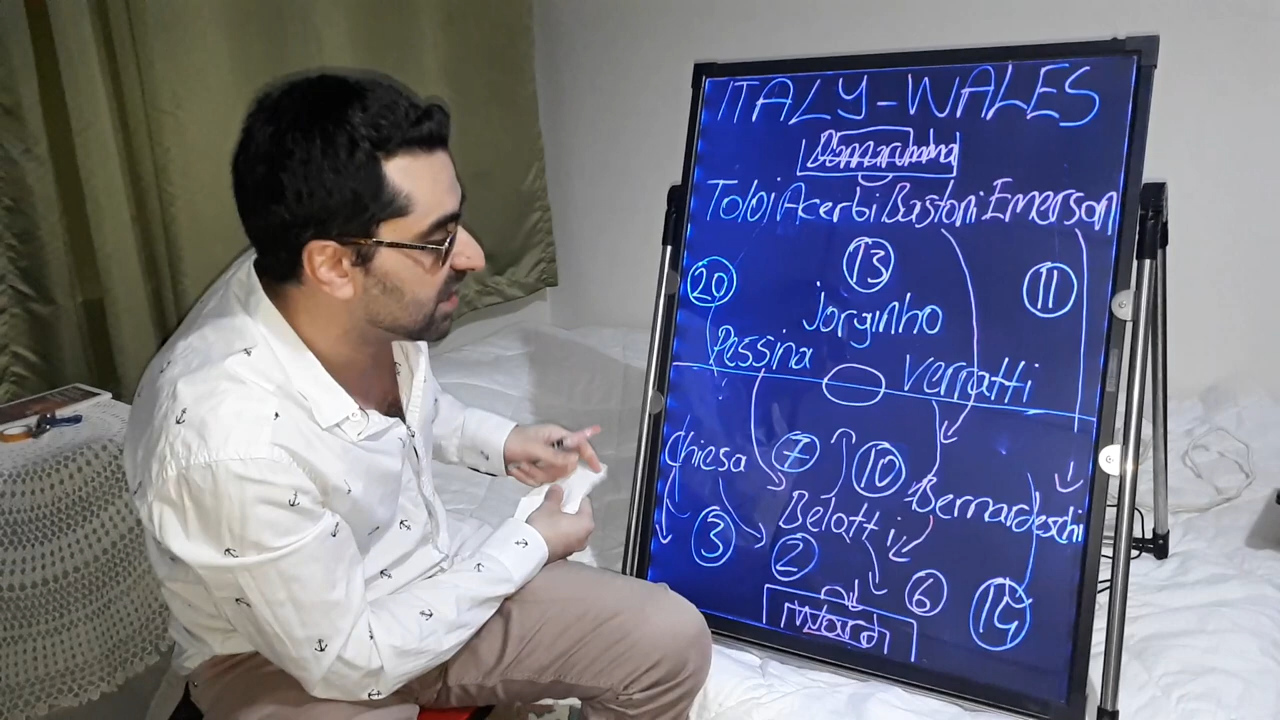 ITALY-WALES
Donnarumma
Toloi Acerbi Bastoni Emerson
20 13 11
Jorginho
Pessina Verratti
Chiesa 7 10
Belotti Bernardeschi
3 2 6 14
Ward